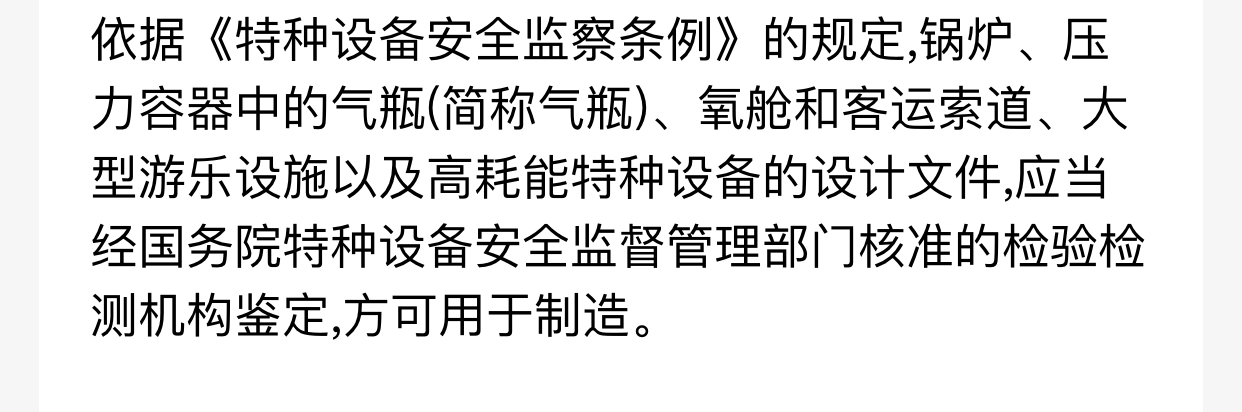 依据《特种设备安全监察条例》的规定,锅炉、压
力容器中的气瓶(简称气瓶)、氧舱和客运索道、大
型游乐设施以及高耗能特种设备的设计文件,应当
经国务院特种设备安全监督管理部门核准的检验检
测机构鉴定,方可用于制造。